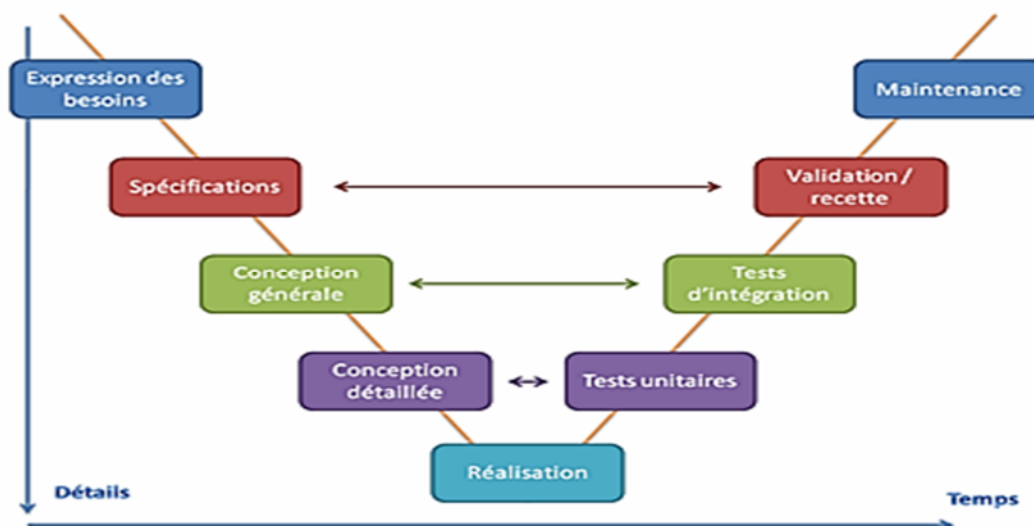 Expression des
besoins
Maintenance
Spécifications
Validation /
recette
Conception
générale
Tests
d'intégration
Conception
détaillée
Tests unitaires
Réalisation
Détails
Temps